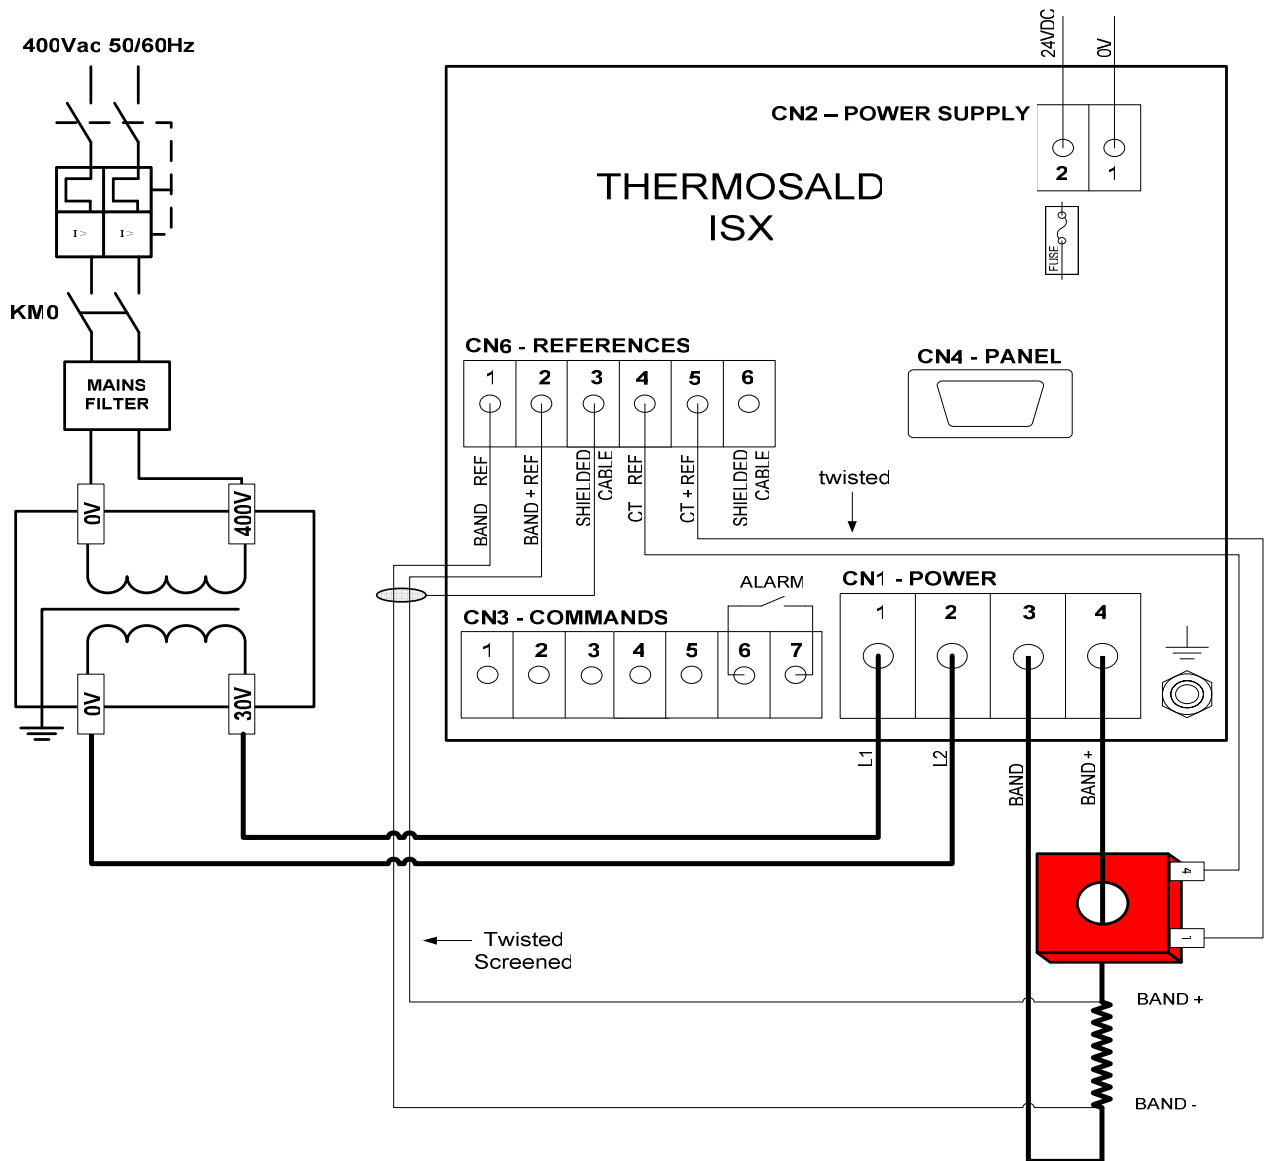 400Vac 50/60Hz
24VDC
0V
CN2 – POWER SUPPLY
2
1
THERMOSALD
ISX
FUSE
I >
I >
KM0
MAINS
FILTER
CN6 - REFERENCES
1 2 3 4 5 6
BAND REF
BAND + REF
SHIELDED
CABLE
CT REF
CT + REF
SHIELDED
CABLE
CN4 - PANEL
twisted
0V
400V
0V
30V
CN3 - COMMANDS
1 2 3 4 5 6 7
ALARM
CN1 - POWER
1 2 3 4
L1
L2
BAND
BAND +
4
1
Twisted
Screened
BAND +
BAND -